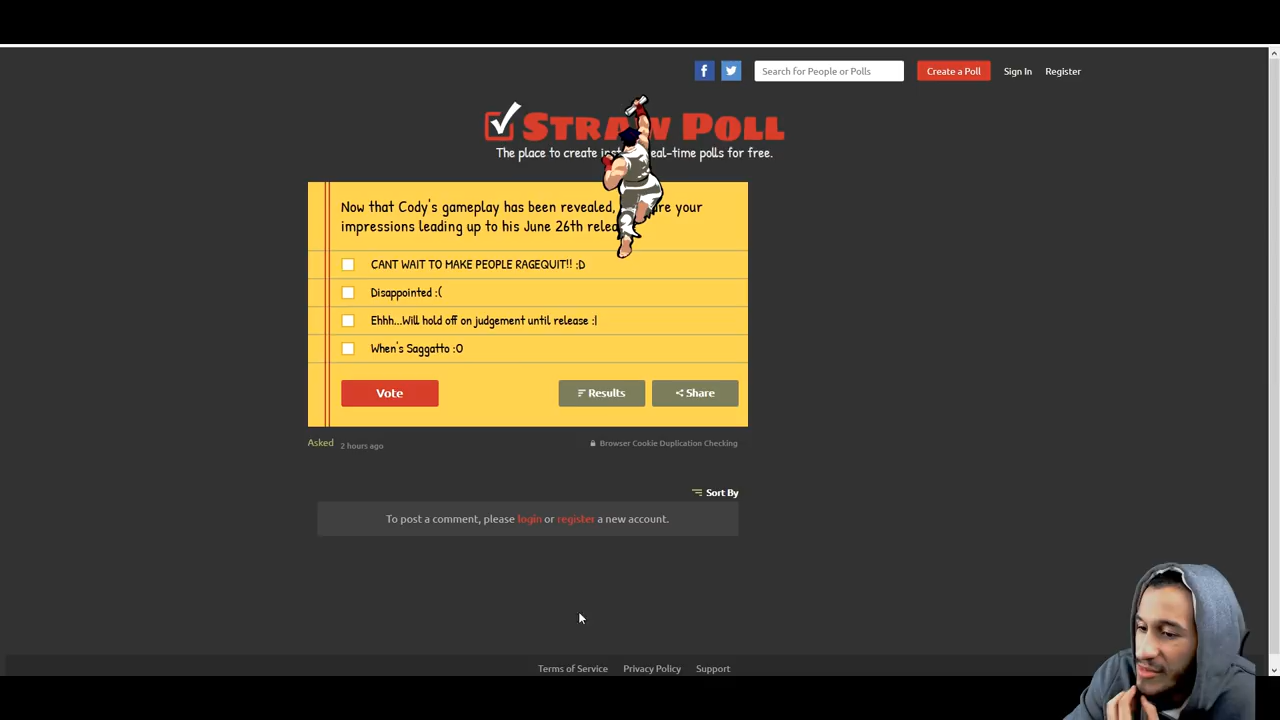 f
Search for People or Polls
Create a Poll
Sign In
Register
STRAW POLL
The place to create inst eal-time polls for free.
Now that Cody's gameplay has been revealed, re your
impressions leading up to his June 26th relea
CANT WAIT TO MAKE PEOPLE RAGEQUIT!! :D
Disappointed :(
Ehhh...Will hold off on judgement until release :|
When's Saggatto :O
Vote
Results
Share
Asked 2 hours ago
Browser Cookie Duplication Checking
Sort By
To post a comment, please login or register a new account.
Terms of Service
Privacy Policy
Support